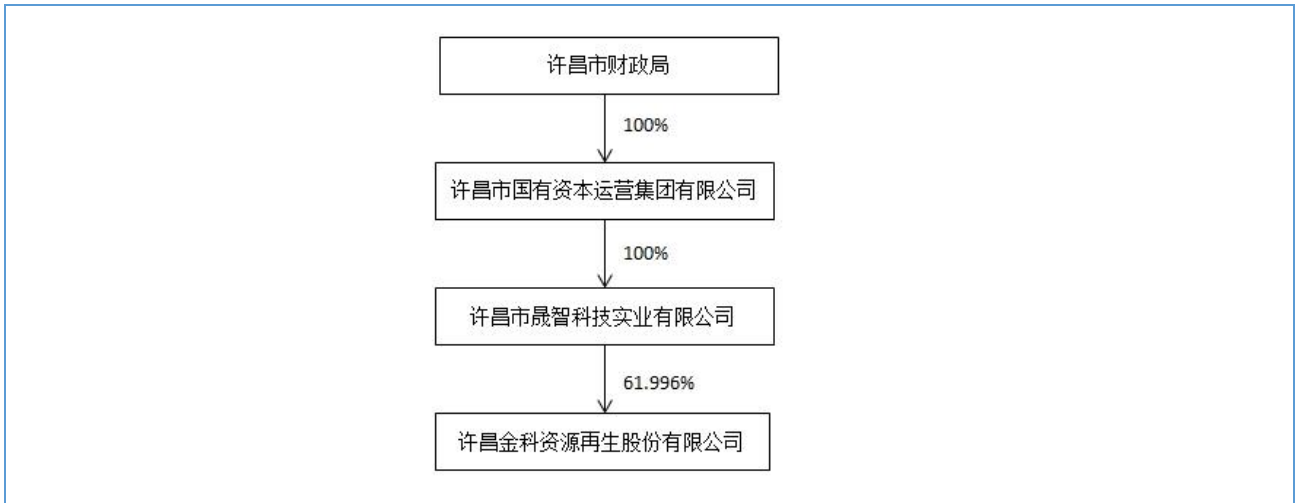 许昌市财政局
100%
许昌市国有资本运营集团有限公司
100%
许昌市晟智科技实业有限公司
61.996%
许昌金科资源再生股份有限公司